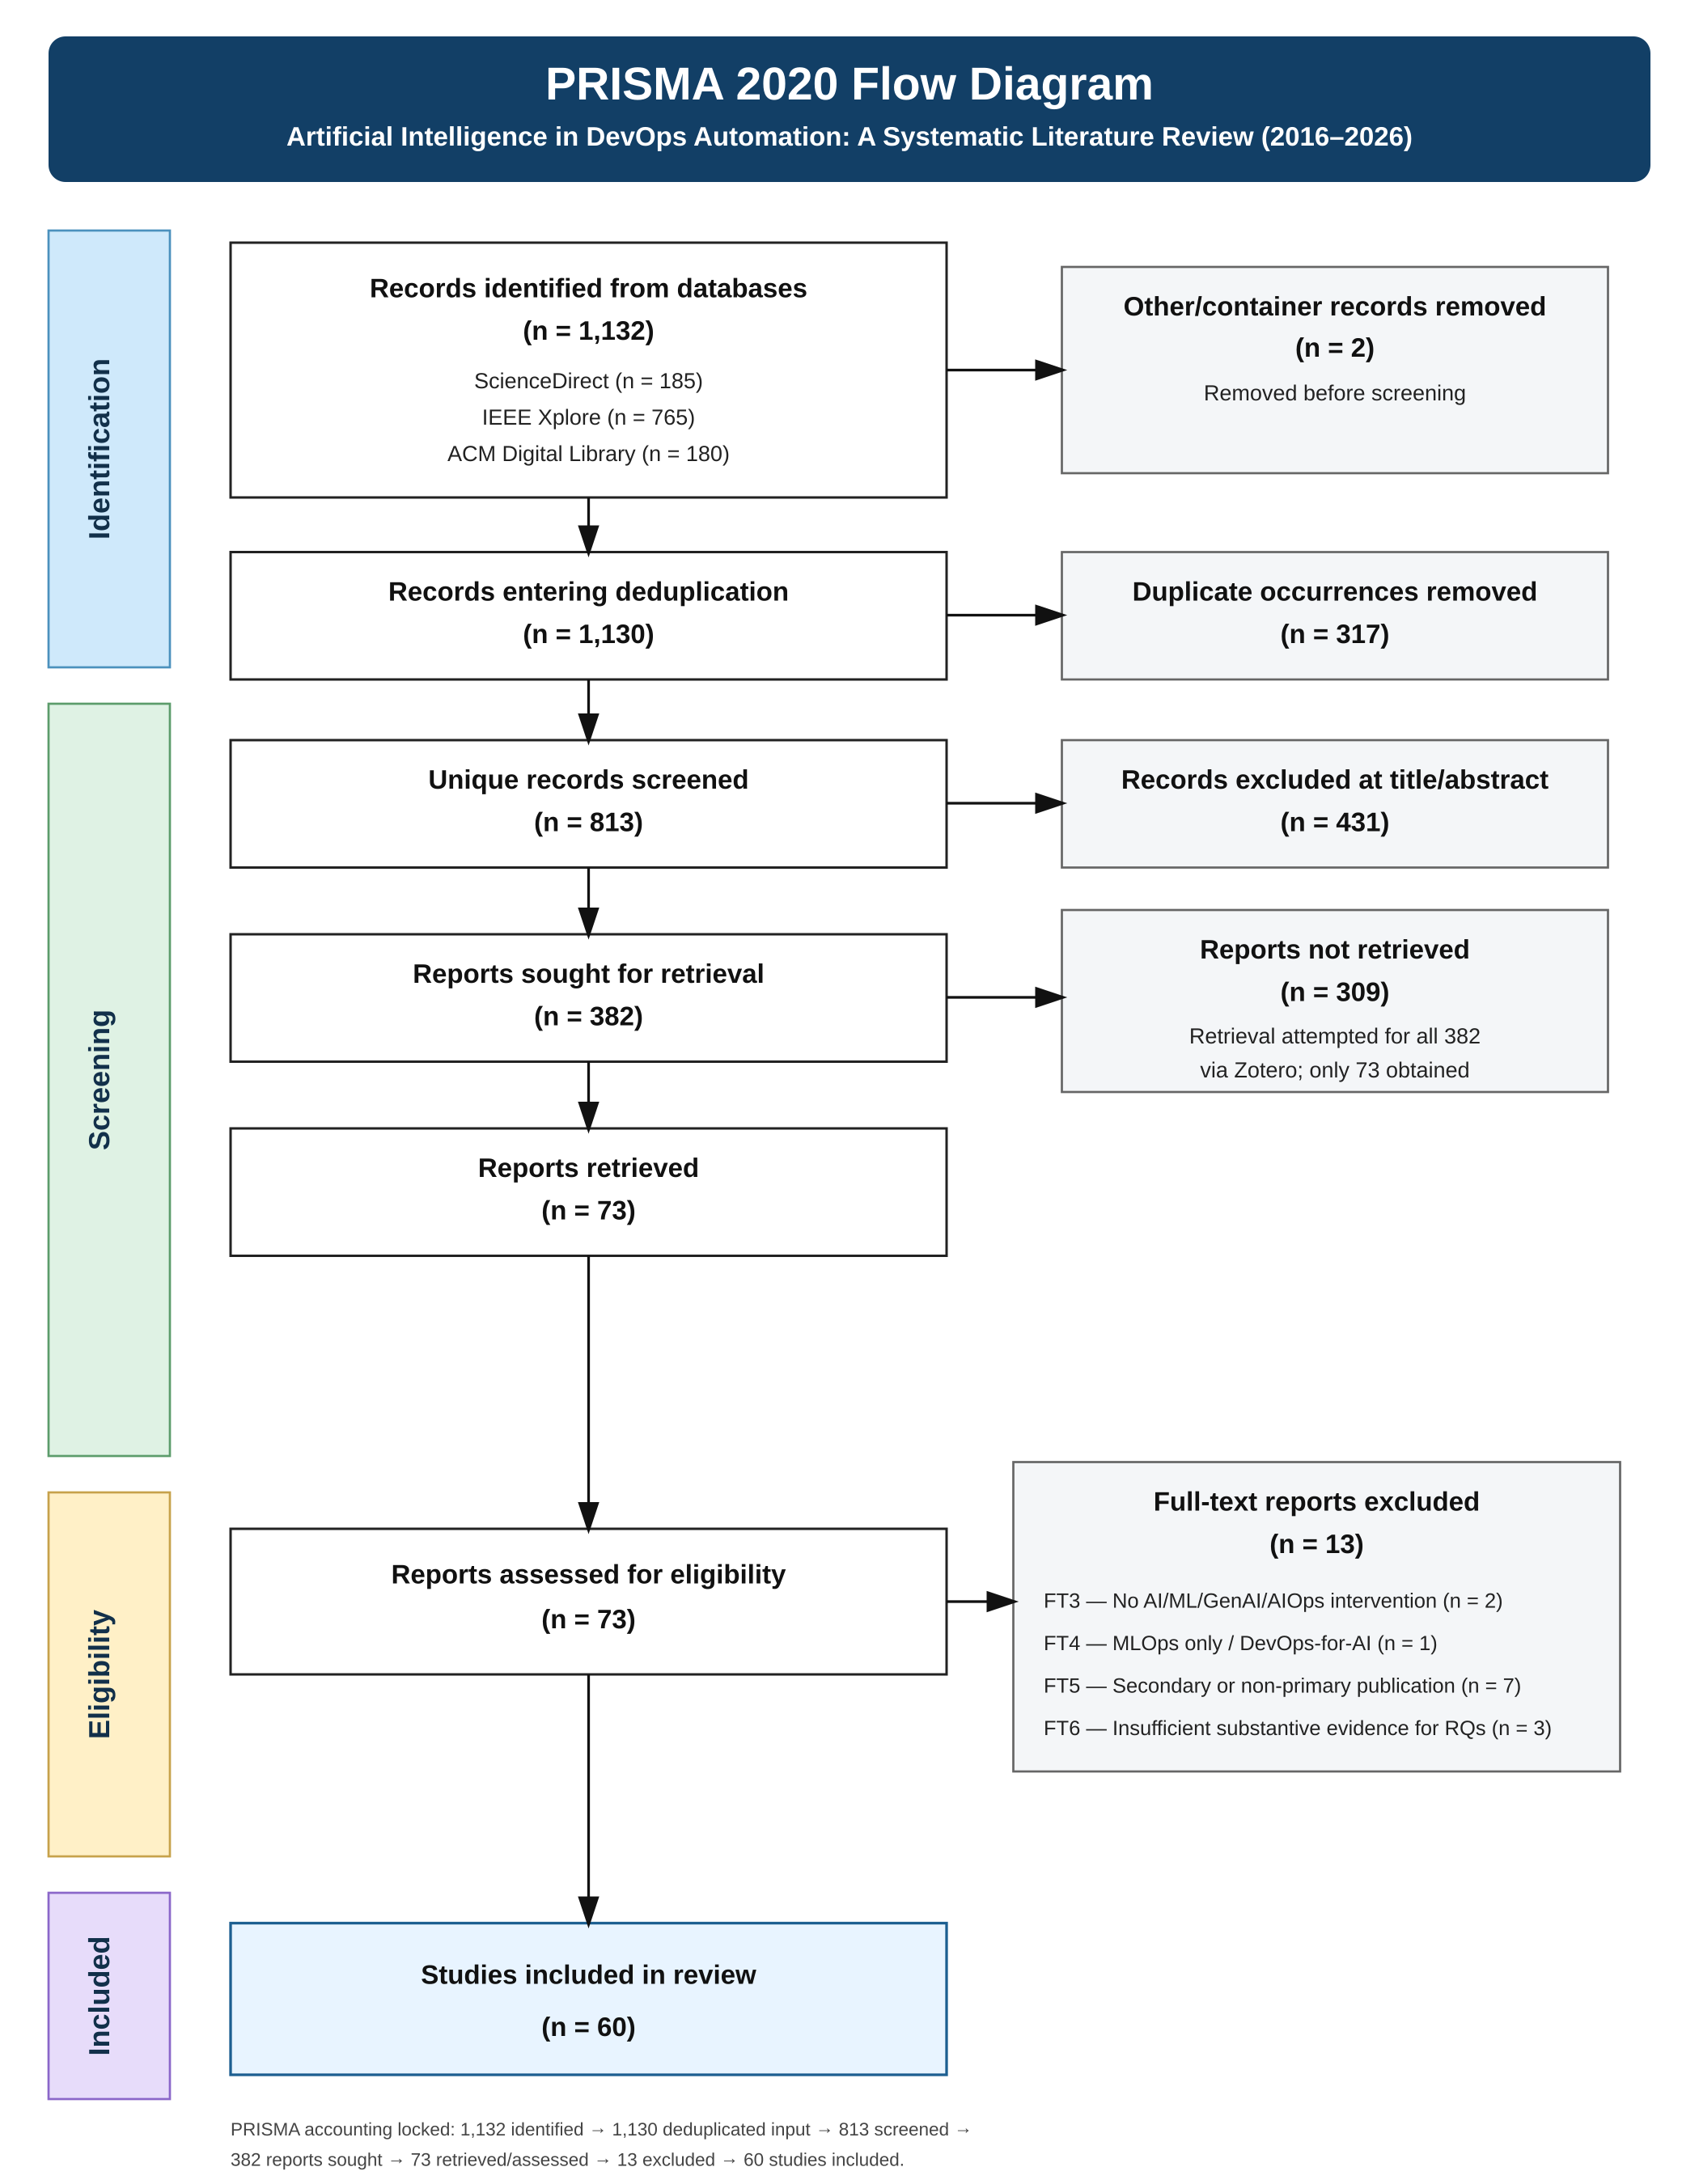 PRISMA 2020 Flow Diagram
Artificial Intelligence in DevOps Automation: A Systematic Literature Review (2016–2026)
Identification
Records identified from databases
(n = 1,132)
ScienceDirect (n = 185)
IEEE Xplore (n = 765)
ACM Digital Library (n = 180)
Other/container records removed
(n = 2)
Removed before screening
Records entering deduplication
(n = 1,130)
Duplicate occurrences removed
(n = 317)
Screening
Unique records screened
(n = 813)
Records excluded at title/abstract
(n = 431)
Reports sought for retrieval
(n = 382)
Reports not retrieved
(n = 309)
Retrieval attempted for all 382
via Zotero; only 73 obtained
Reports retrieved
(n = 73)
Eligibility
Reports assessed for eligibility
(n = 73)
Full-text reports excluded
(n = 13)
FT3 — No AI/ML/GenAI/AIOps intervention (n = 2)
FT4 — MLOps only / DevOps-for-AI (n = 1)
FT5 — Secondary or non-primary publication (n = 7)
FT6 — Insufficient substantive evidence for RQs (n = 3)
Included
Studies included in review
(n = 60)
PRISMA accounting locked: 1,132 identified → 1,130 deduplicated input → 813 screened →
382 reports sought → 73 retrieved/assessed → 13 excluded → 60 studies included.